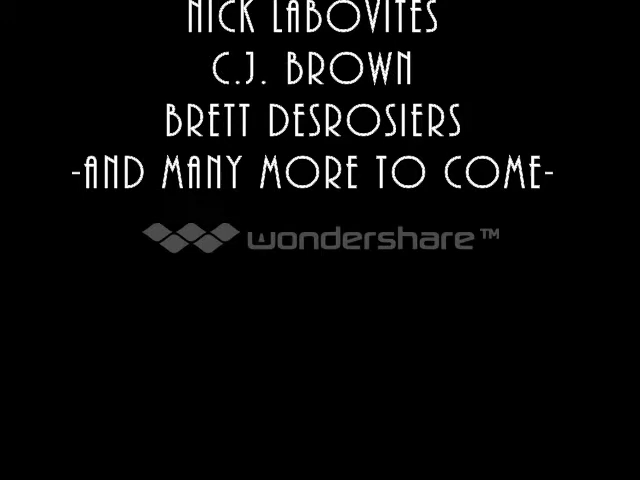 NICK LABOVITES
C.J. BROWN
BRETT DESROSIERS
-AND MANY MORE TO COME-
wondershare™